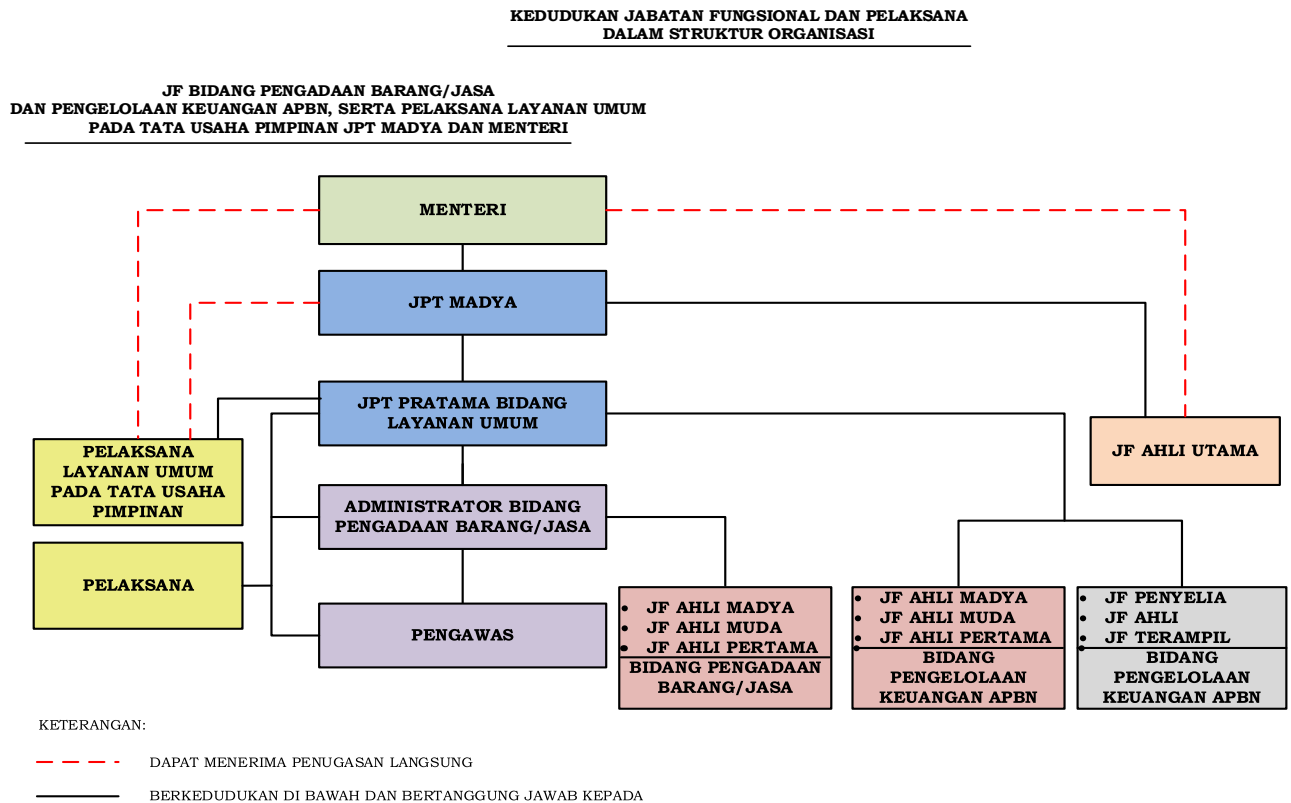 KEDUDUKAN JABATAN FUNGSIONAL DAN PELAKSANA
DALAM STRUKTUR ORGANISASI
JF BIDANG PENGADAAN BARANG/JASA
DAN PENGELOLAAN KEUANGAN APBN, SERTA PELAKSANA LAYANAN UMUM
PADA TATA USAHA PIMPINAN JPT MADYA DAN MENTERI
MENTERI
JPT MADYA
JPT PRATAMA BIDANG
LAYANAN UMUM
JF AHLI UTAMA
PELAKSANA
LAYANAN UMUM
PADA TATA USAHA
PIMPINAN
ADMINISTRATOR BIDANG
PENGADAAN BARANG/JASA
PELAKSANA
PENGAWAS
• JF AHLI MADYA
• JF AHLI MUDA
• JF AHLI PERTAMA
BIDANG PENGADAAN
BARANG/JASA
• JF AHLI MADYA
• JF AHLI MUDA
• JF AHLI PERTAMA
•
BIDANG
PENGELOLAAN
KEUANGAN APBN
• JF PENYELIA
• JF AHLI
• JF TERAMPIL
•
BIDANG
PENGELOLAAN
KEUANGAN APBN
KETERANGAN:
DAPAT MENERIMA PENUGASAN LANGSUNG
BERKEDUDUKAN DI BAWAH DAN BERTANGGUNG JAWAB KEPADA